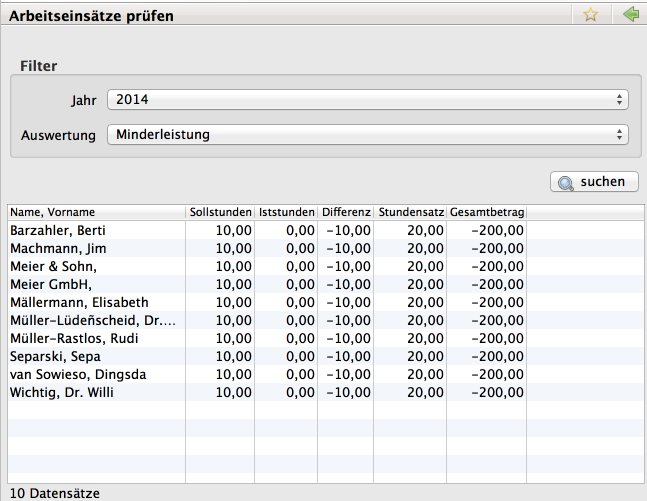 Arbeitseinsätze prüfen
Filter
Jahr 2014
Auswertung Minderleistung
suchen
Name, Vorname Sollstunden Iststunden Differenz Stundensatz Gesamtbetrag
Barzahler, Berti 10,00 0,00 −10,00 20,00 −200,00
Machmann, Jim 10,00 0,00 −10,00 20,00 −200,00
Meier & Sohn, 10,00 0,00 −10,00 20,00 −200,00
Meier GmbH, 10,00 0,00 −10,00 20,00 −200,00
Mällermann, Elisabeth 10,00 0,00 −10,00 20,00 −200,00
Müller−Lüdeñscheid, Dr.... 10,00 0,00 −10,00 20,00 −200,00
Müller−Rastlos, Rudi 10,00 0,00 −10,00 20,00 −200,00
Separski, Sepa 10,00 0,00 −10,00 20,00 −200,00
van Sowieso, Dingsda 10,00 0,00 −10,00 20,00 −200,00
Wichtig, Dr. Willi 10,00 0,00 −10,00 20,00 −200,00
10 Datensätze